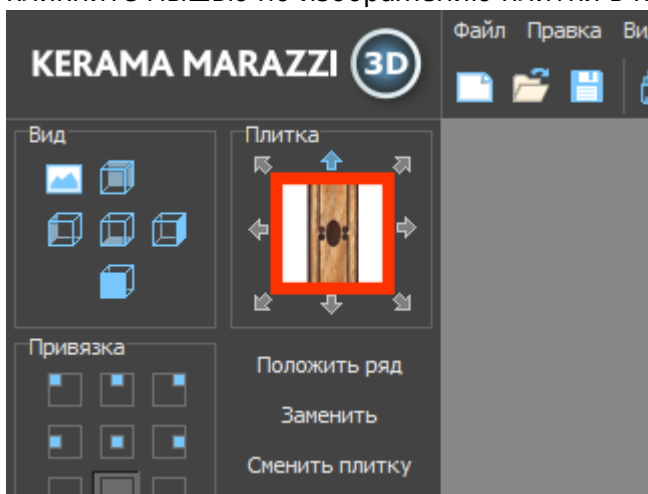 KERAMA MARAZZI 3D
Файл Правка
Вид
Плитка
Привязка
Положить ряд
Заменить
Сменить плитку